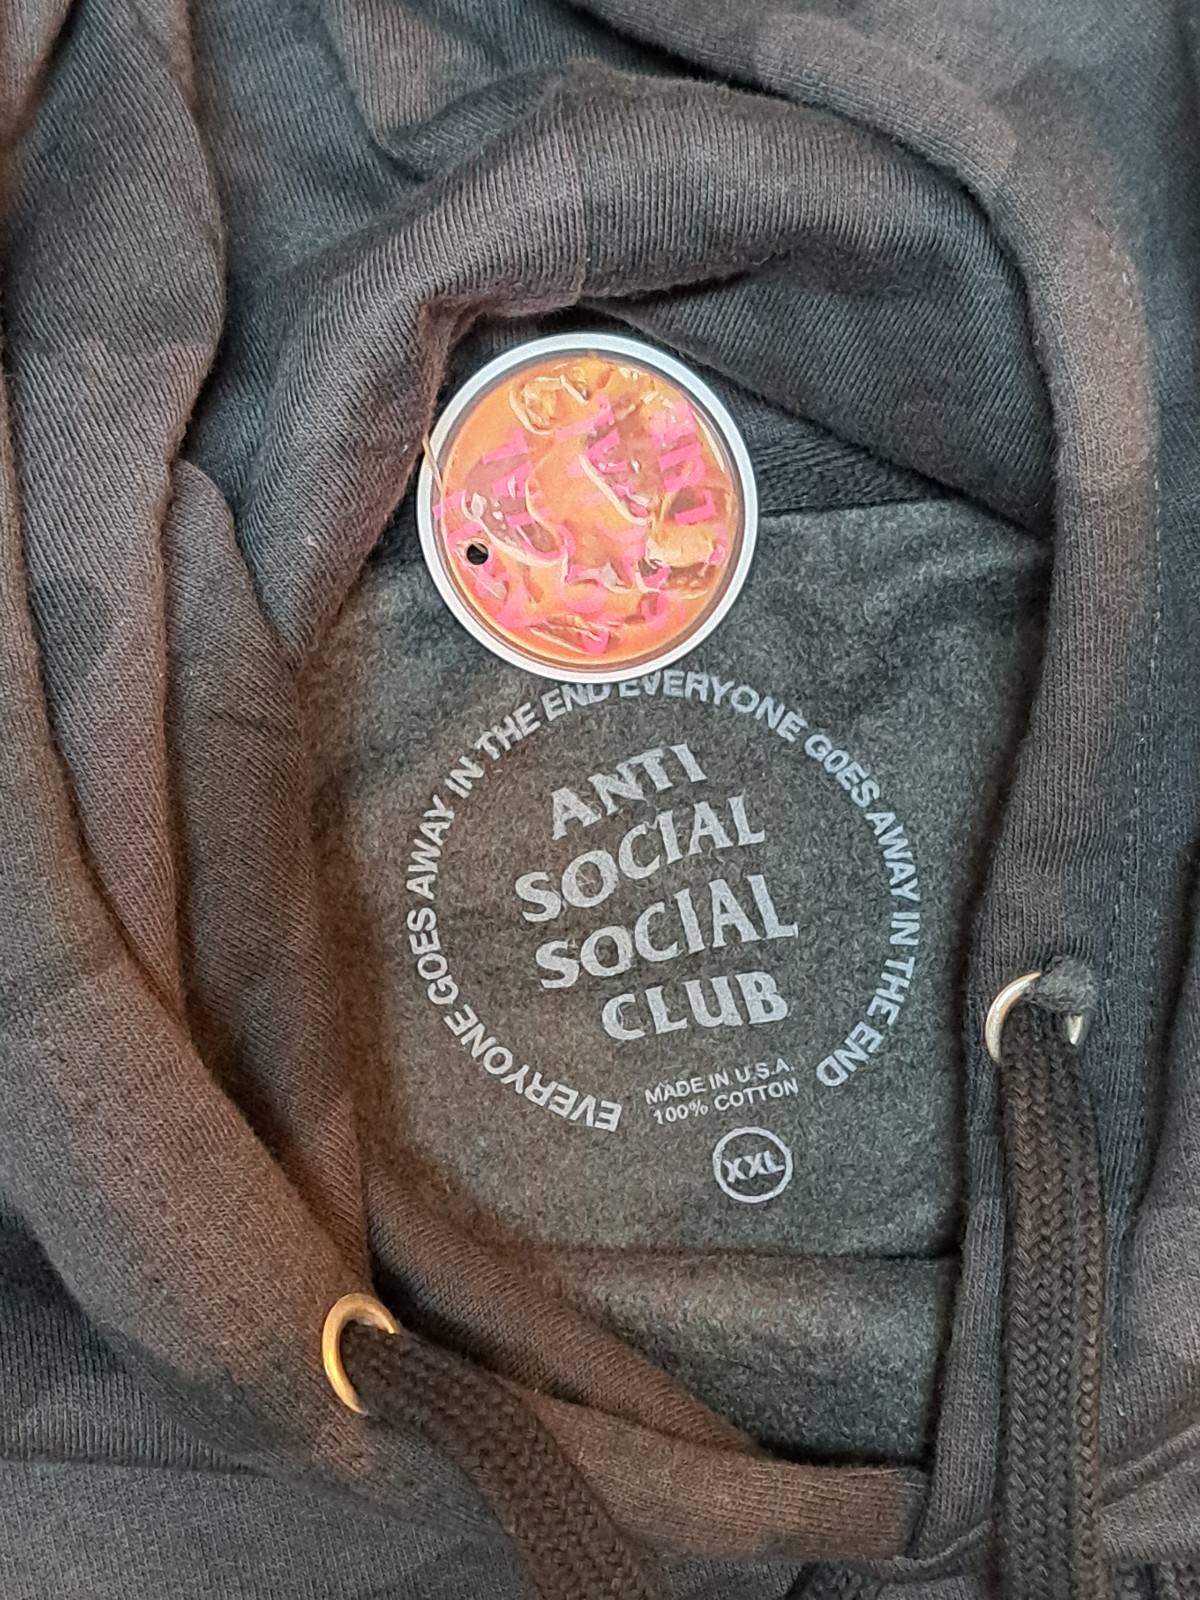 EVERYONE GOES AWAY IN THE END EVERYONE GOES AWAY IN THE END
ANTI
SOCIAL
SOCIAL
CLUB
MADE IN U.S.A.
100% COTTON
XXL